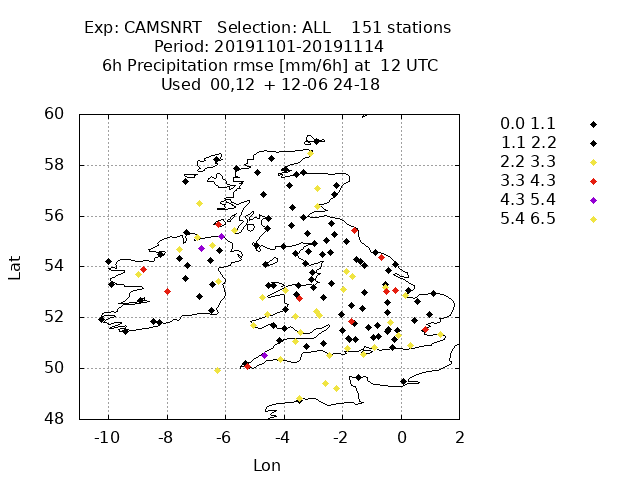 Exp: CAMSNRT   Selection: ALL    151 stations
Period: 20191101-20191114
6h Precipitation rmse [mm/6h] at  12 UTC
Used  00,12  + 12-06 24-18
60
58
56
54
52
50
48
Lat
-10 -8 -6 -4 -2 0 2
Lon
0.0 1.1
1.1 2.2
2.2 3.3
3.3 4.3
4.3 5.4
5.4 6.5